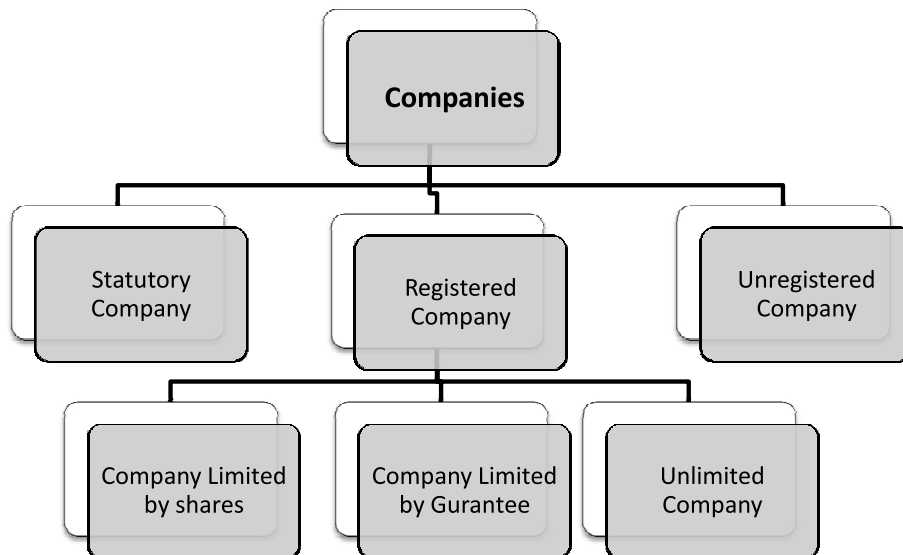 Companies
Statutory
Company
Registered
Company
Unregistered
Company
Company Limited
by shares
Company Limited
by Gurantee
Unlimited
Company